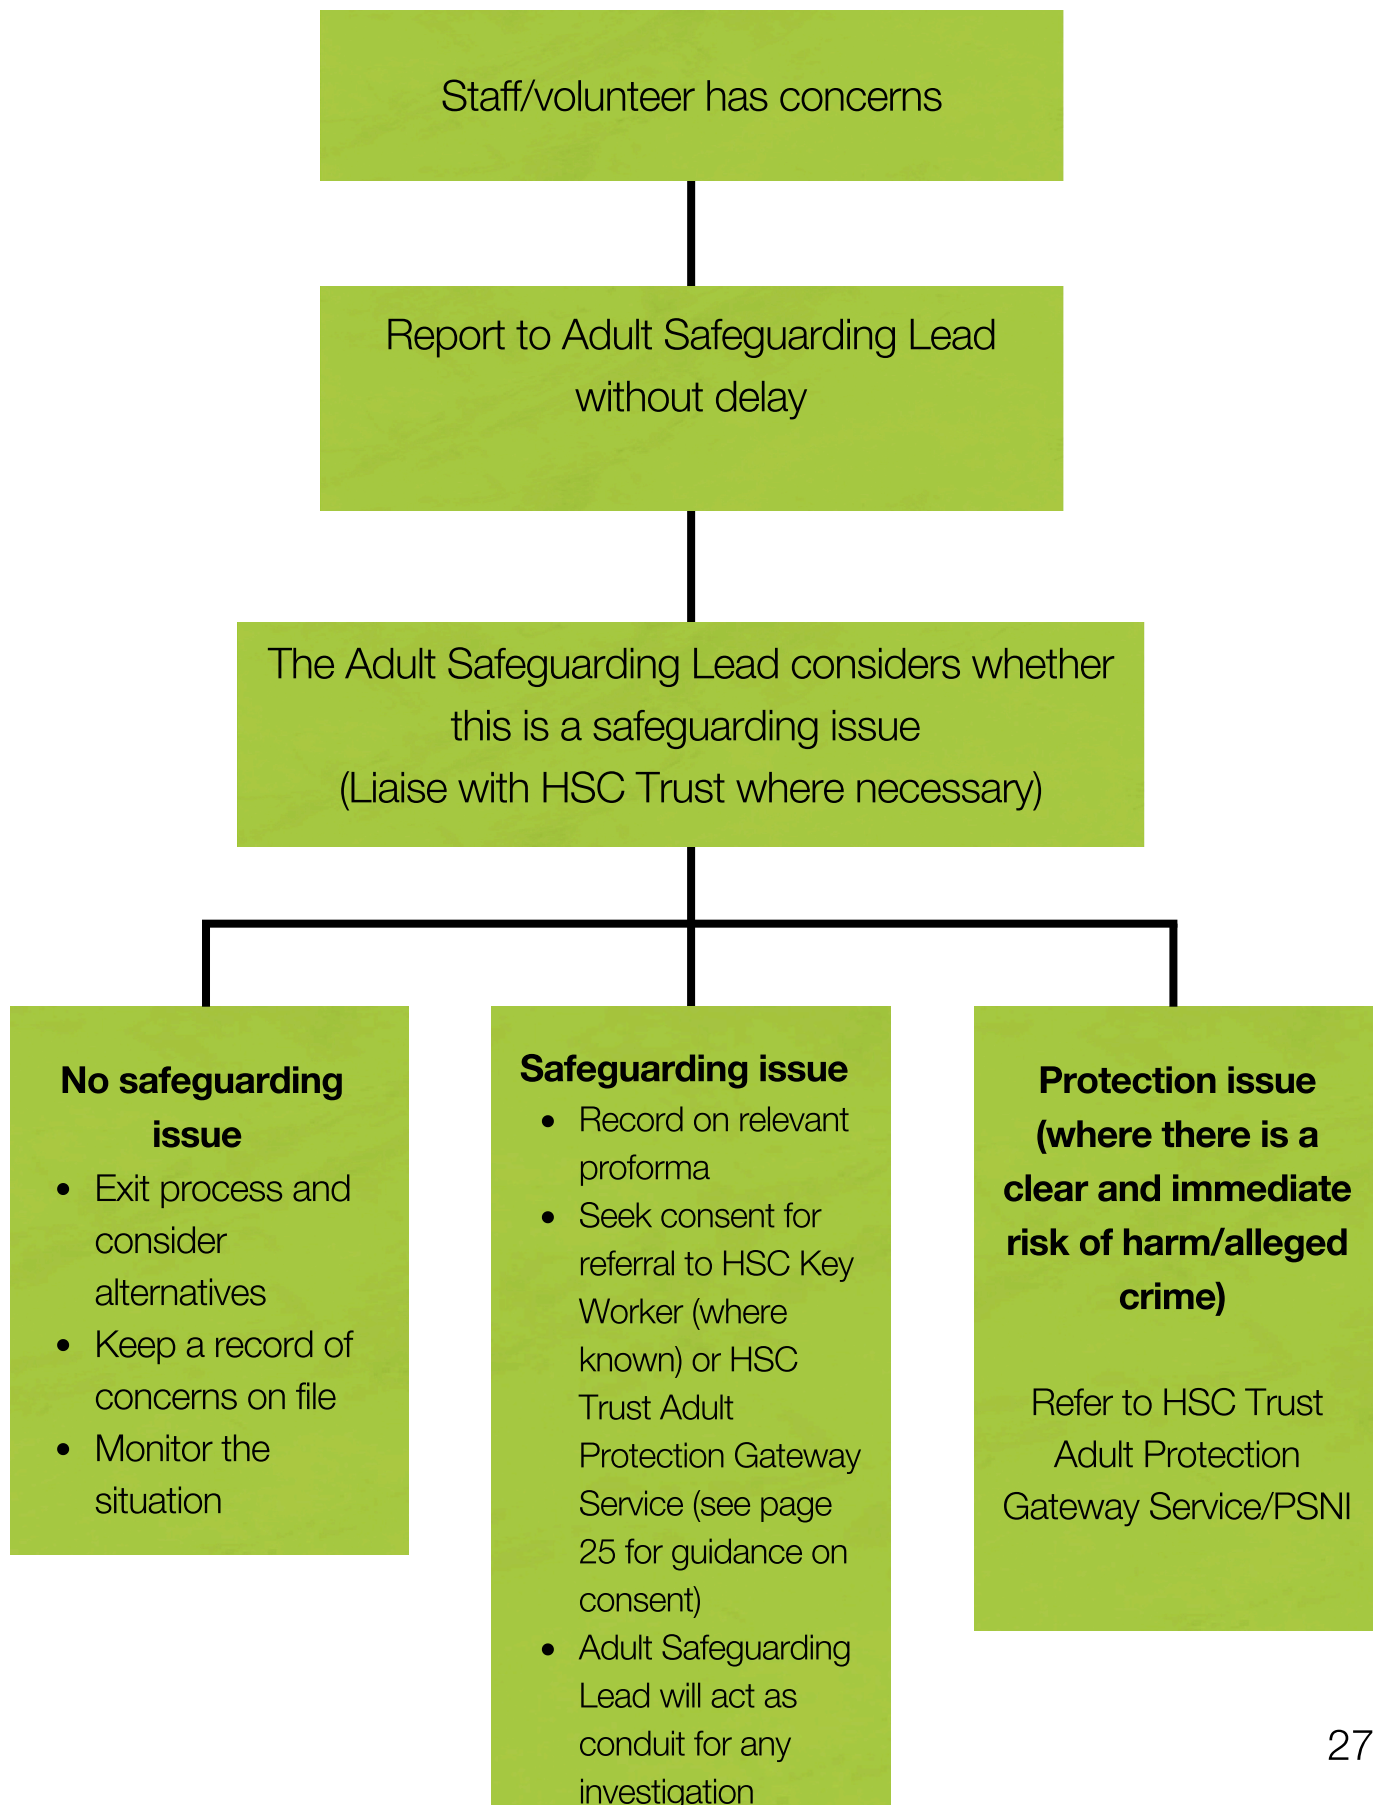 Staff/volunteer has concerns
Report to Adult Safeguarding Lead
without delay
The Adult Safeguarding Lead considers whether
this is a safeguarding issue
(Liaise with HSC Trust where necessary)
No safeguarding
issue
• Exit process and
consider
alternatives
• Keep a record of
concerns on file
• Monitor the
situation
Safeguarding issue
• Record on relevant
proforma
• Seek consent for
referral to HSC Key
Worker (where
known) or HSC
Trust Adult
Protection Gateway
Service (see page
25 for guidance on
consent)
• Adult Safeguarding
Lead will act as
conduit for any
investigation
Protection issue
(where there is a
clear and immediate
risk of harm/alleged
crime)
Refer to HSC Trust
Adult Protection
Gateway Service/PSNI
27